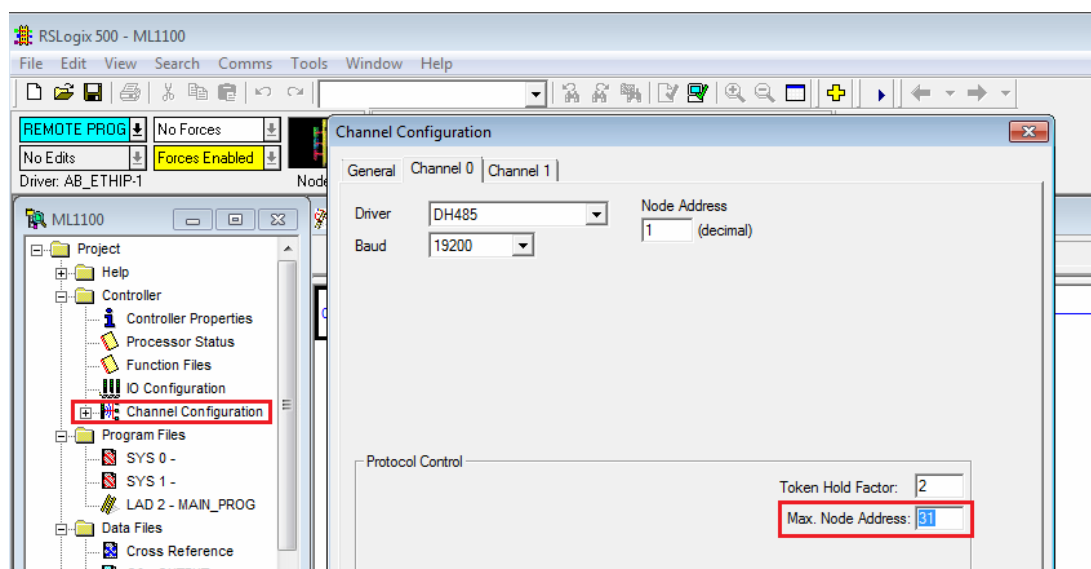 RSLogix 500 - ML1100
File Edit View Search Comms Tools Window Help
REMOTE PROG No Forces
No Edits Forces Enabled
Driver: AB_ETHIP-1
ML1100
Project
Help
Controller
Controller Properties
Processor Status
Function Files
IO Configuration
Channel Configuration
Program Files
SYS 0 -
SYS 1 -
LAD 2 - MAIN_PROG
Data Files
Cross Reference
Channel Configuration
General Channel 0 Channel 1
Driver DH485
Baud 19200
Node Address
1 (decimal)
Protocol Control
Token Hold Factor: 2
Max. Node Address: 31